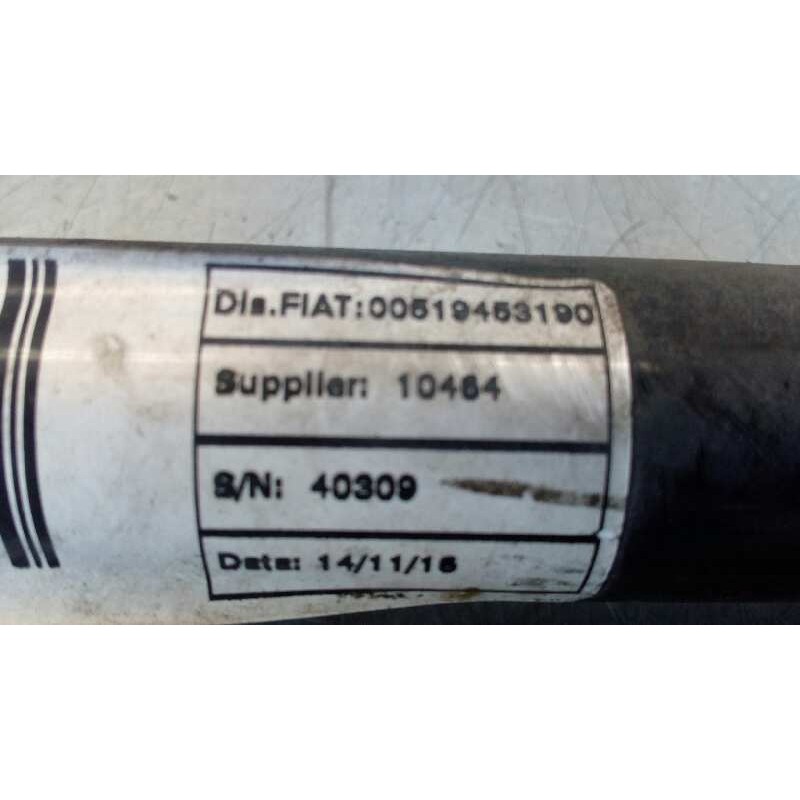 Dis.FIAT:00519453190
Supplier: 10464
S/N: 40309
Date: 14/11/16